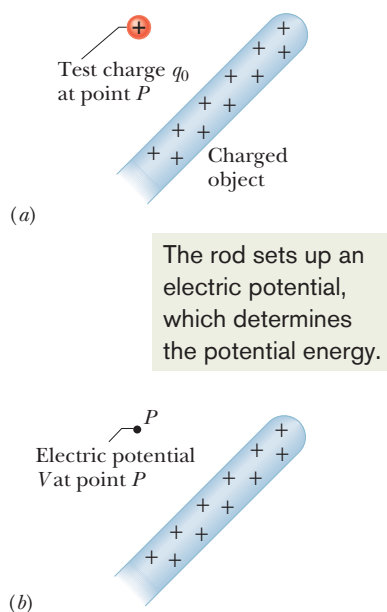 Test charge q0
at point P
Charged
object
(a)
The rod sets up an
electric potential,
which determines
the potential energy.
P
Electric potential
V at point P
(b)